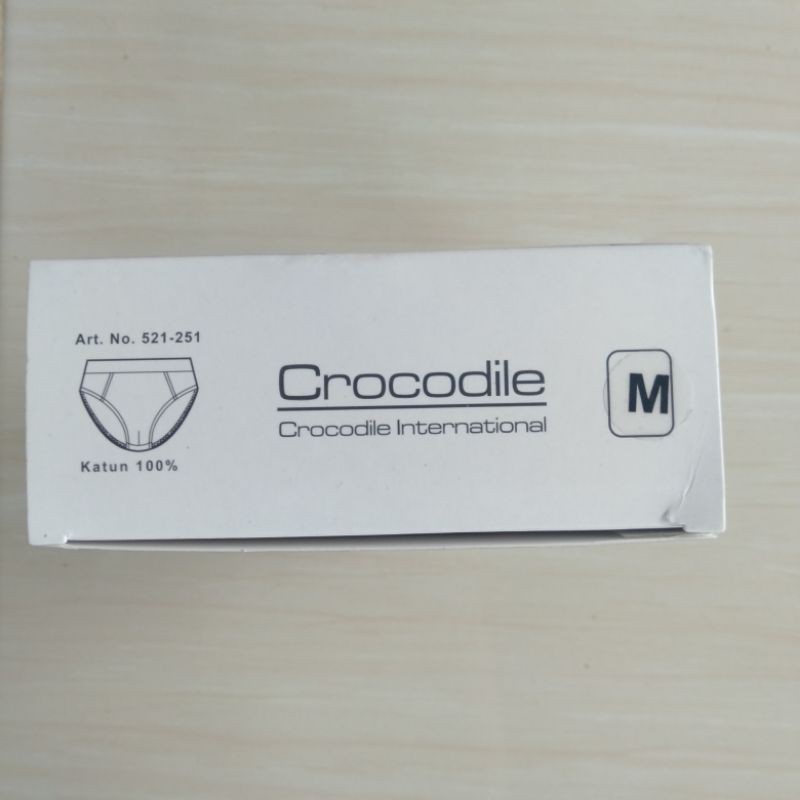 Art. No. 521-251
Katun 100%
Crocodile
Crocodile International
M